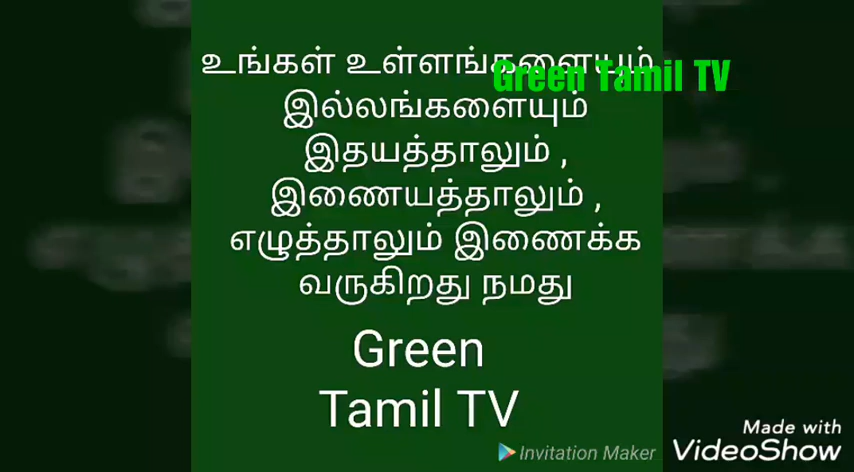 உங்கள் உள்ளங்களையும்
Green Tamil TV
இல்லங்களையும்
இதயத்தாலும் ,
இணையத்தாலும் ,
எழுத்தாலும் இணைக்க
வருகிறது நமது
Green
Tamil TV
Invitation Maker
Made with
VideoShow